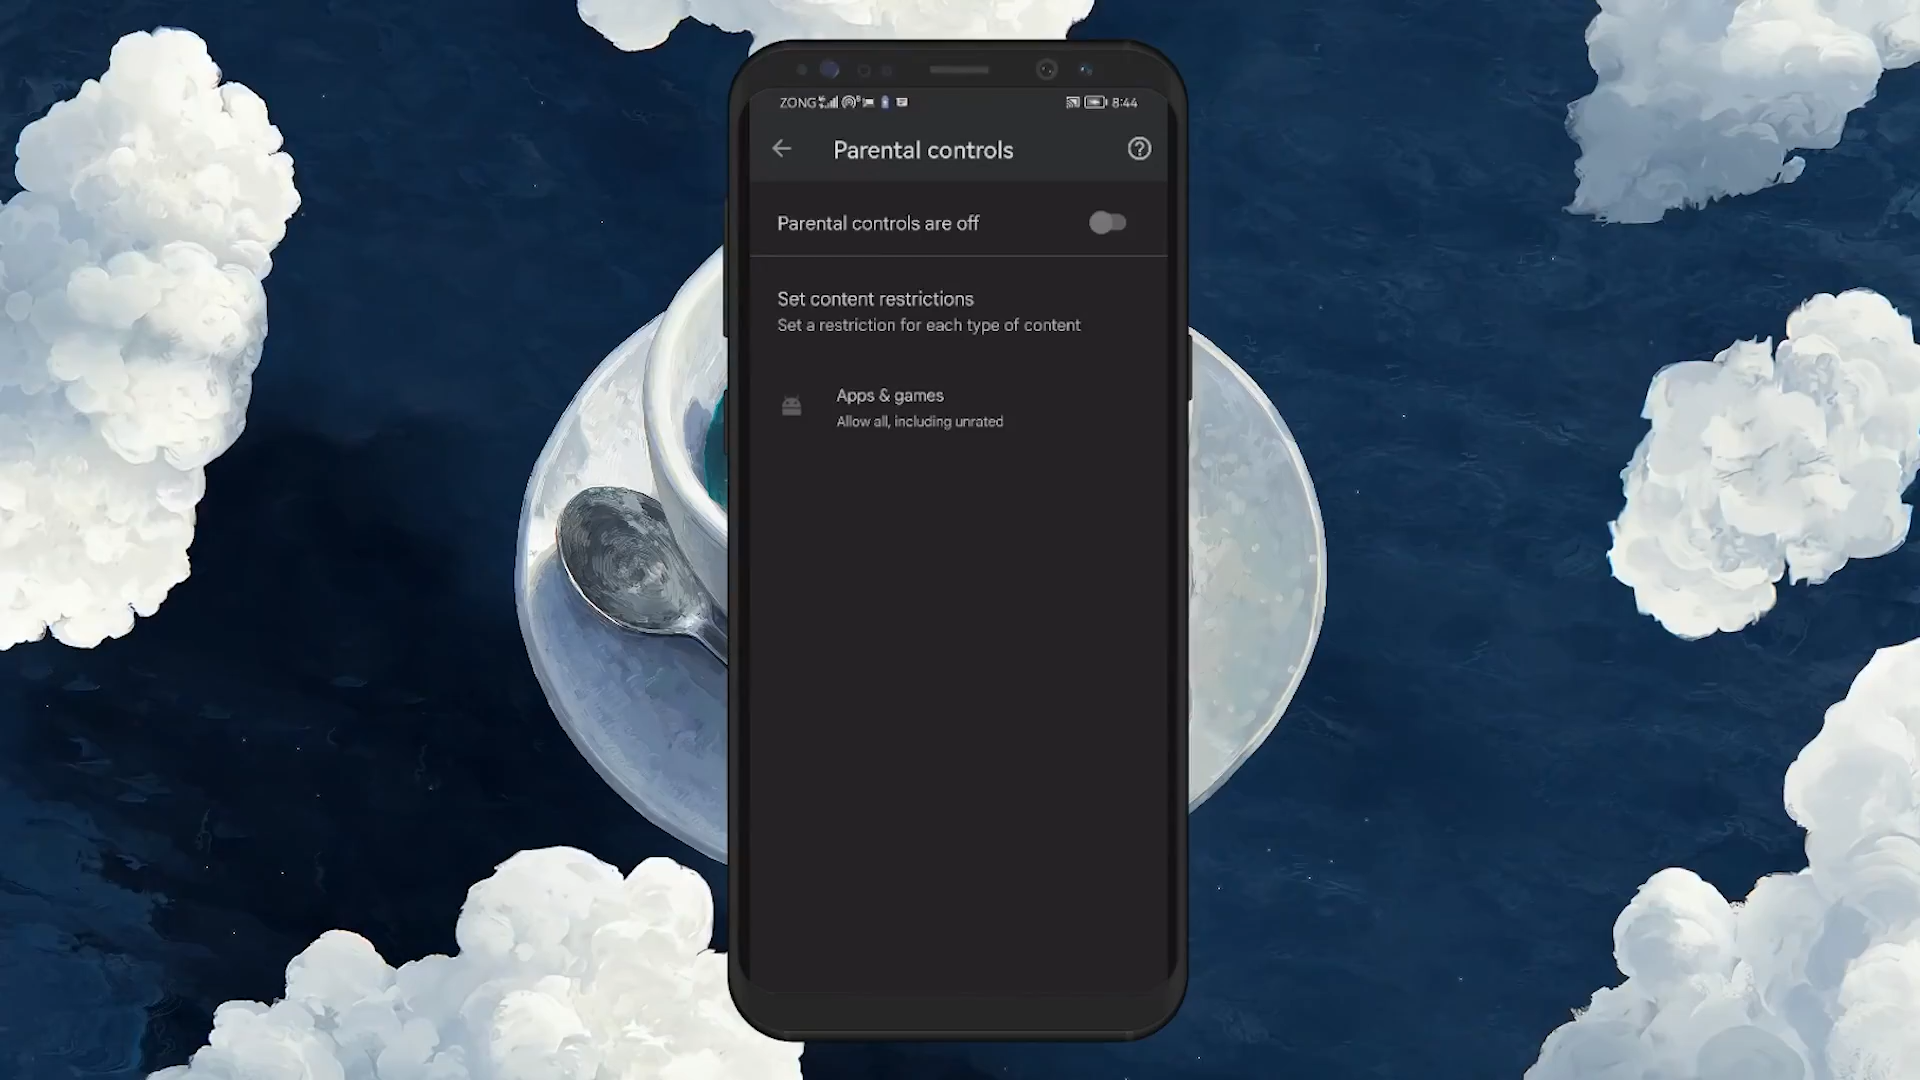 ZONG 8:44
Parental controls
Parental controls are off
Set content restrictions
Set a restriction for each type of content
Apps & games
Allow all, including unrated